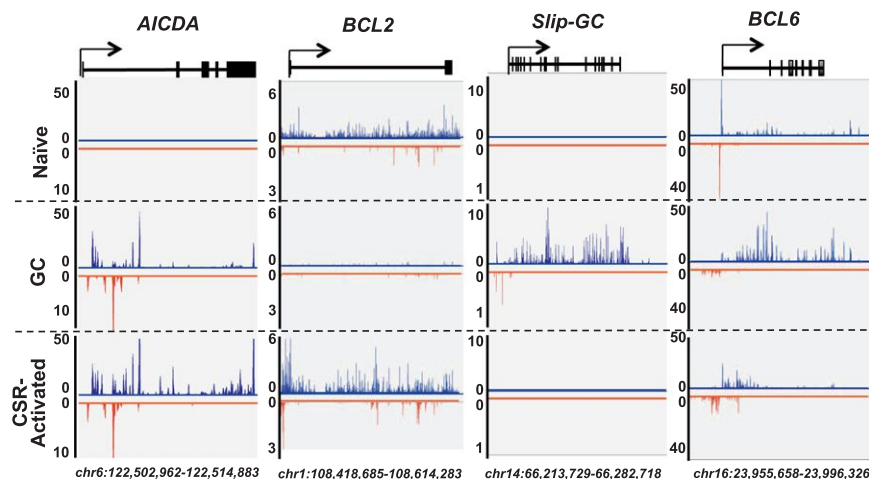 AICDA BCL2 Slip-GC BCL6
Naïve
50 0 0 10
6 0 0 3
10 0 0 1
50 0 0 40
GC
50 0 0 10
6 0 0 3
10 0 0 1
50 0 0 40
CSR-
Activated
50 0 0 10
6 0 0 3
10 0 0 1
50 0 0 40
chr6:122,502,962-122,514,883 chr1:108,418,685-108,614,283 chr14:66,213,729-66,282,718 chr16:23,955,658-23,996,326